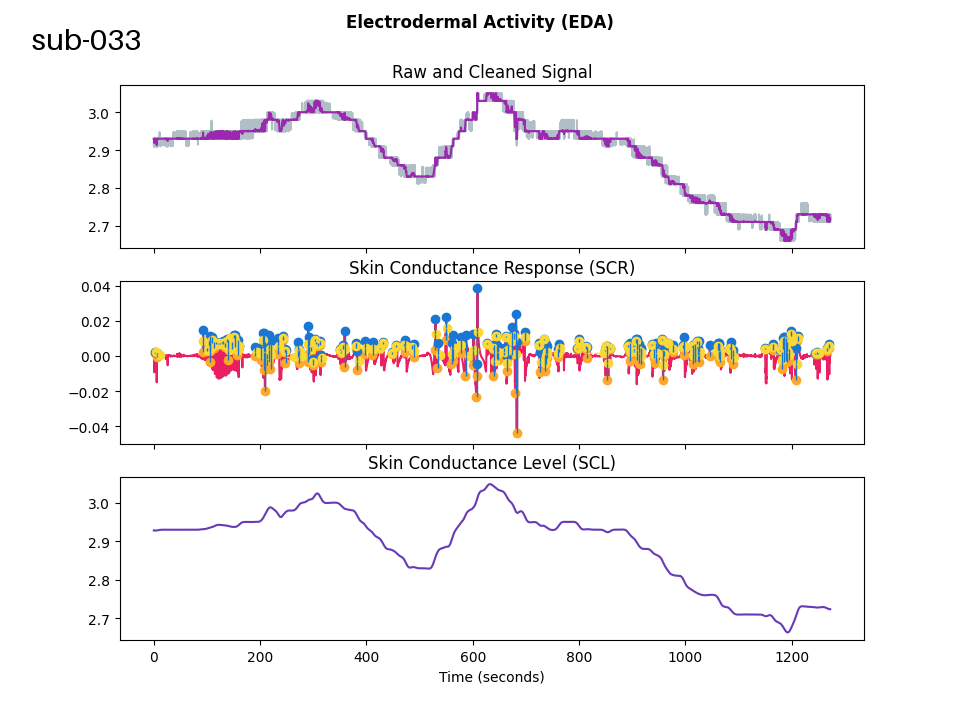 Electrodermal Activity (EDA)
sub-033
Raw and Cleaned Signal
3.0
2.9
2.8
2.7
Skin Conductance Response (SCR)
0.04
0.02
0.00
−0.02
−0.04
Skin Conductance Level (SCL)
3.0
2.9
2.8
2.7
0 200 400 600 800 1000 1200
Time (seconds)